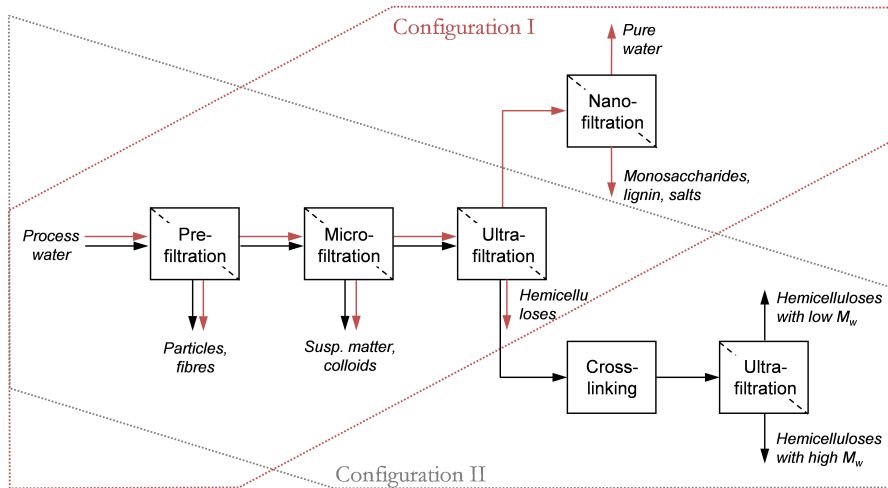 Configuration I
Pure
water
Nano-
filtration
Monosaccharides,
lignin, salts
Process
water
Pre-
filtration
Micro-
filtration
Ultra-
filtration
Hemicellu
loses
Particles,
fibres
Susp. matter,
colloids
Hemicelluloses
with low Mw
Cross-
linking
Ultra-
filtration
Hemicelluloses
with high Mw
Configuration II